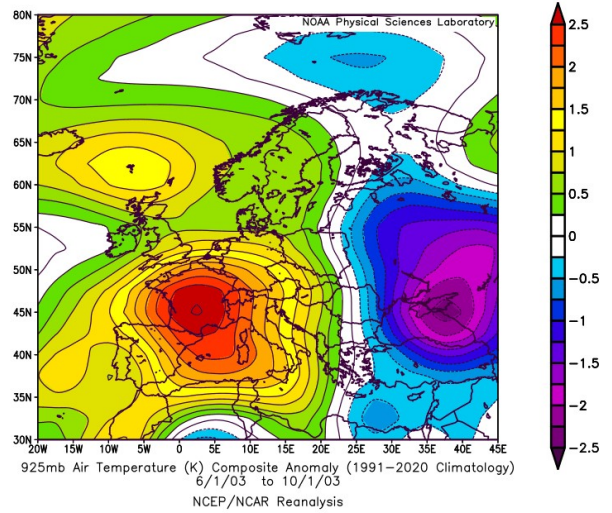 NOAA Physical Sciences Laboratory
80N
75N
70N
65N
60N
55N
50N
45N
40N
35N
30N
20W 15W 10W 5W 0 5E 10E 15E 20E 25E 30E 35E 40E 45E
2.5
2
1.5
1
0.5
0
−0.5
−1
−1.5
−2
−2.5
925mb Air Temperature (K) Composite Anomaly (1991−2020 Climatology)
6/1/03 to 10/1/03
NCEP/NCAR Reanalysis